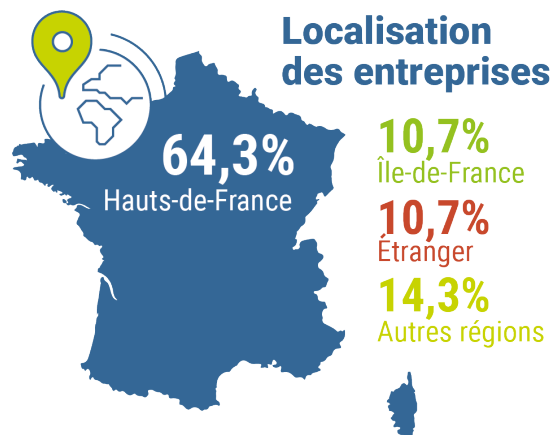 Localisation
des entreprises
64,3%
Hauts-de-France
10,7%
Île-de-France
10,7%
Étranger
14,3%
Autres régions